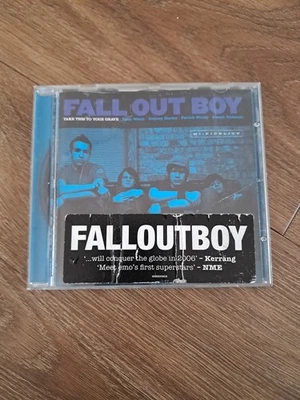 FALL OUT BOY
TAKE THIS TO YOUR GRAVE
FALLOUTBOY
'...will conquer the globe in 2006' – Kerrang
'Meet emo's first superstars' – NME